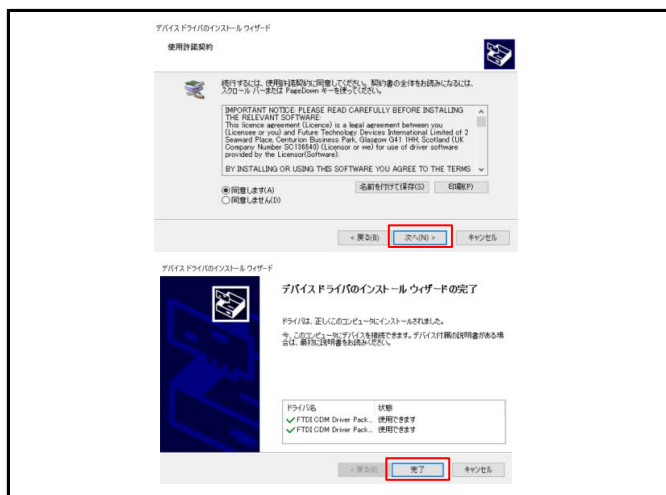 デバイス ドライバのインストール ウィザード
使用許諾契約
続行するには、使用許諾契約に同意してください。契約書の全体をお読みになるには、
スクロール バーまたは PageDown キーを使ってください。
IMPORTANT NOTICE: PLEASE READ CAREFULLY BEFORE INSTALLING
THE RELEVANT SOFTWARE:
This licence agreement (Licence) is a legal agreement between you
(Licensee or you) and Future Technology Devices International Limited of 2
Seaward Place, Centurion Business Park, Glasgow G41 1HH, Scotland (UK
Company Number SC136640) (Licensor or we) for use of driver software
provided by the Licensor(Software).
BY INSTALLING OR USING THIS SOFTWARE YOU AGREE TO THE TERMS
同意します(A)
名前を付けて保存(S)
印刷(P)
同意しません(D)
< 戻る(B)
次へ(N) >
キャンセル
デバイス ドライバのインストール ウィザード
デバイス ドライバのインストール ウィザードの完了
ドライバは、正しくこのコンピュータにインストールされました。
今、このコンピュータにデバイスを接続できます。デバイス付属の説明書がある場
合は、最初に説明書をお読みください。
ドライバ名
状態
FTDI CDM Driver Pack...
使用できます
FTDI CDM Driver Pack...
使用できます
< 戻る(B)
完了
キャンセル